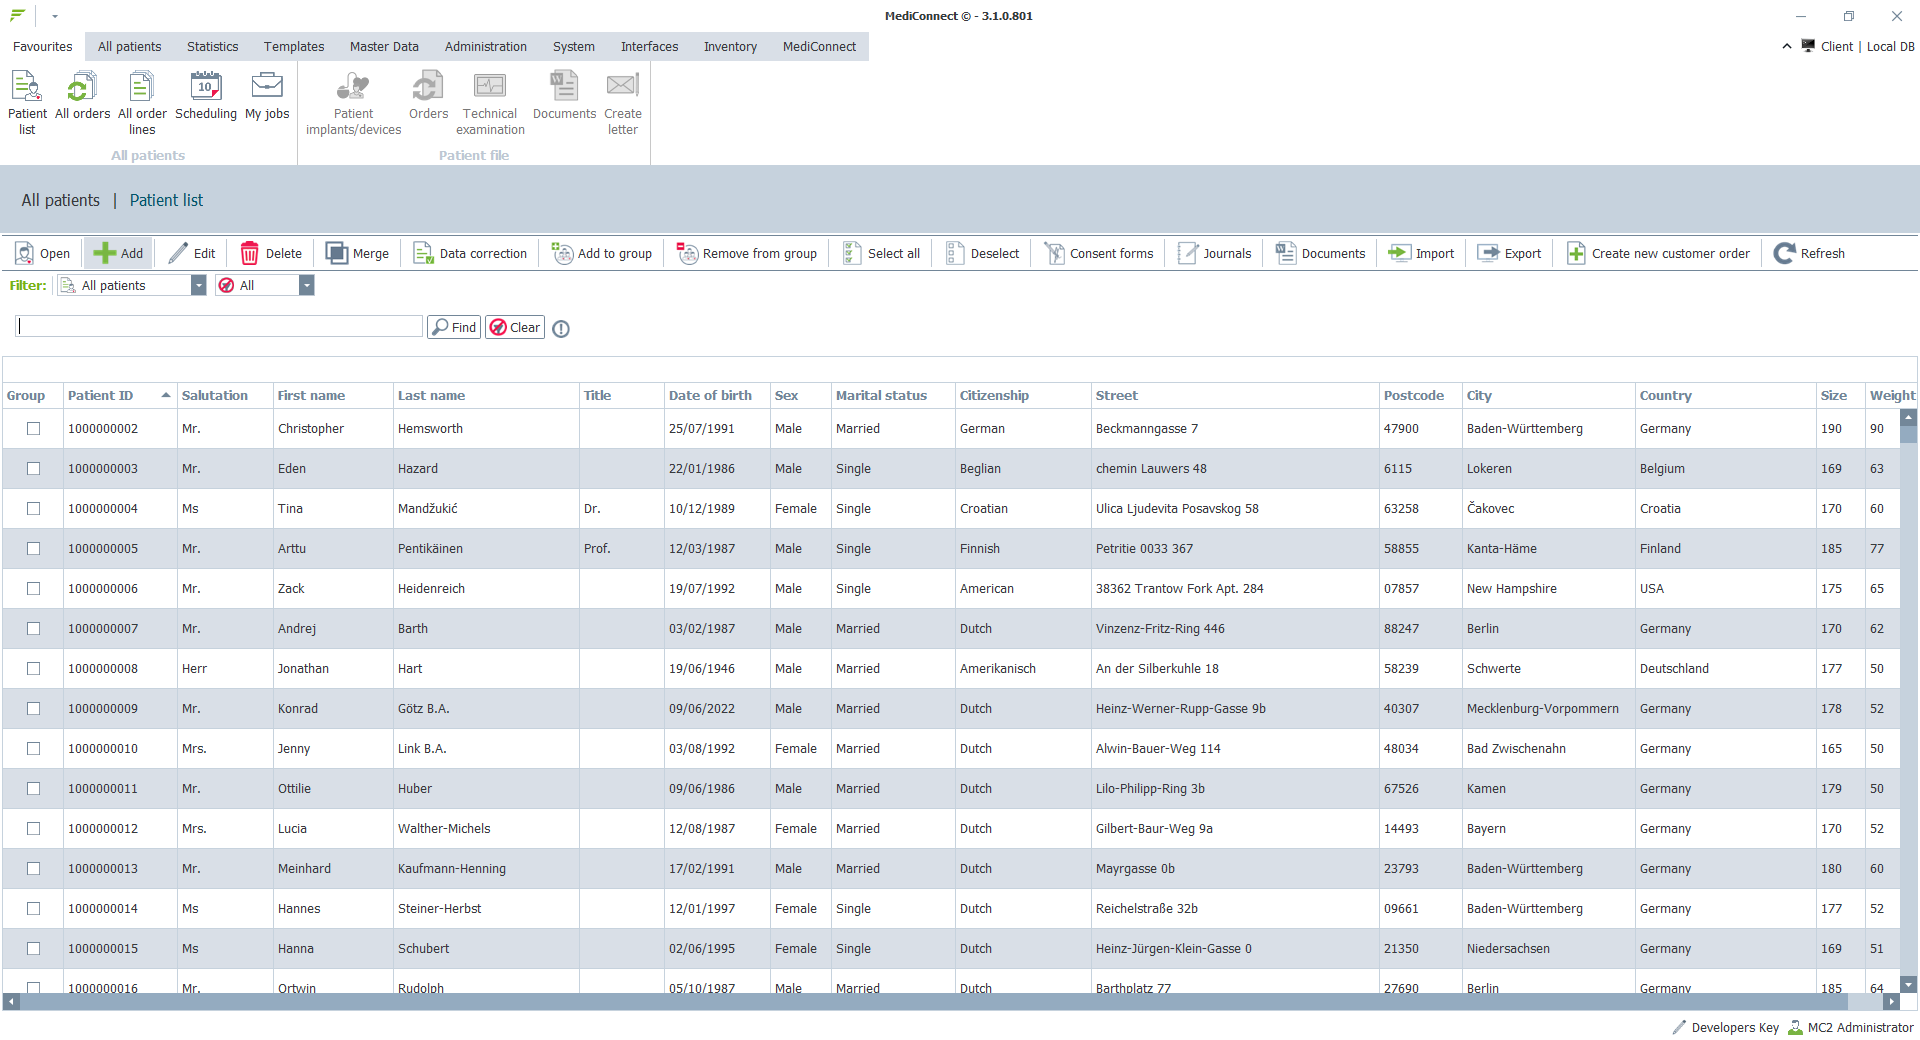 MediConnect © - 3.1.0.801
Favourites All patients Statistics Templates Master Data Administration System Interfaces Inventory MediConnect Client | Local DB
Patient list All orders All order lines Scheduling 10 My jobs Patient implants/devices Orders Technical examination Documents Create letter
All patients Patient file
All patients | Patient list
Open Add Edit Delete Merge Data correction Add to group Remove from group Select all Deselect Consent forms Journals Documents Import Export Create new customer order Refresh
Filter: All patients All
Find Clear
Group Patient ID Salutation First name Last name Title Date of birth Sex Marital status Citizenship Street Postcode City Country Size Weight
1000000002 Mr. Christopher Hemsworth 25/07/1991 Male Married German Beckmanngasse 7 47900 Baden-Württemberg Germany 190 90
1000000003 Mr. Eden Hazard 22/01/1986 Male Single Beglian chemin Lauwers 48 6115 Lokeren Belgium 169 63
1000000004 Ms Tina Mandžukić Dr. 10/12/1989 Female Single Croatian Ulica Ljudevita Posavskog 58 63258 Čakovec Croatia 170 60
1000000005 Mr. Arttu Pentikäinen Prof. 12/03/1987 Male Single Finnish Petritie 0033 367 58855 Kanta-Häme Finland 185 77
1000000006 Mr. Zack Heidenreich 19/07/1992 Male Single American 38362 Trantow Fork Apt. 284 07857 New Hampshire USA 175 65
1000000007 Mr. Andrej Barth 03/02/1987 Male Married Dutch Vinzenz-Fritz-Ring 446 88247 Berlin Germany 170 62
1000000008 Herr Jonathan Hart 19/06/1946 Male Married Amerikanisch An der Silberkuhle 18 58239 Schwerte Deutschland 177 50
1000000009 Mr. Konrad Götz B.A. 09/06/2022 Male Married Dutch Heinz-Werner-Rupp-Gasse 9b 40307 Mecklenburg-Vorpommern Germany 178 52
1000000010 Mrs. Jenny Link B.A. 03/08/1992 Female Married Dutch Alwin-Bauer-Weg 114 48034 Bad Zwischenahn Germany 165 50
1000000011 Mr. Ottilie Huber 09/06/1986 Male Married Dutch Lilo-Philipp-Ring 3b 67526 Kamen Germany 179 50
1000000012 Mrs. Lucia Walther-Michels 12/08/1987 Female Married Dutch Gilbert-Baur-Weg 9a 14493 Bayern Germany 170 52
1000000013 Mr. Meinhard Kaufmann-Henning 17/02/1991 Male Married Dutch Mayrgasse 0b 23793 Baden-Württemberg Germany 180 60
1000000014 Ms Hannes Steiner-Herbst 12/01/1997 Female Single Dutch Reichelstraße 32b 09661 Baden-Württemberg Germany 177 52
1000000015 Ms Hanna Schubert 02/06/1995 Female Single Dutch Heinz-Jürgen-Klein-Gasse 0 21350 Niedersachsen Germany 169 51
1000000016 Mr. Ortwin Rudolph 05/10/1987 Male Married Dutch Barthplatz 77 27690 Berlin Germany 185 64
Developers Key MC2 Administrator